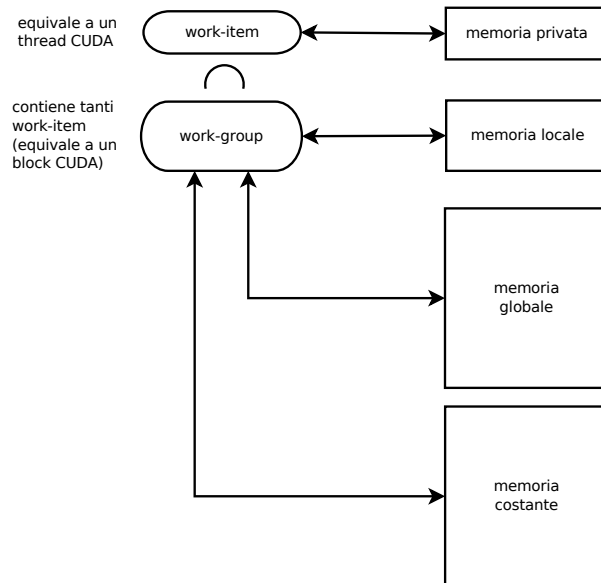 equivale a un
thread CUDA
work-item
memoria privata
contiene tanti
work-item
(equivale a un
block CUDA)
work-group
memoria locale
memoria
globale
memoria
costante